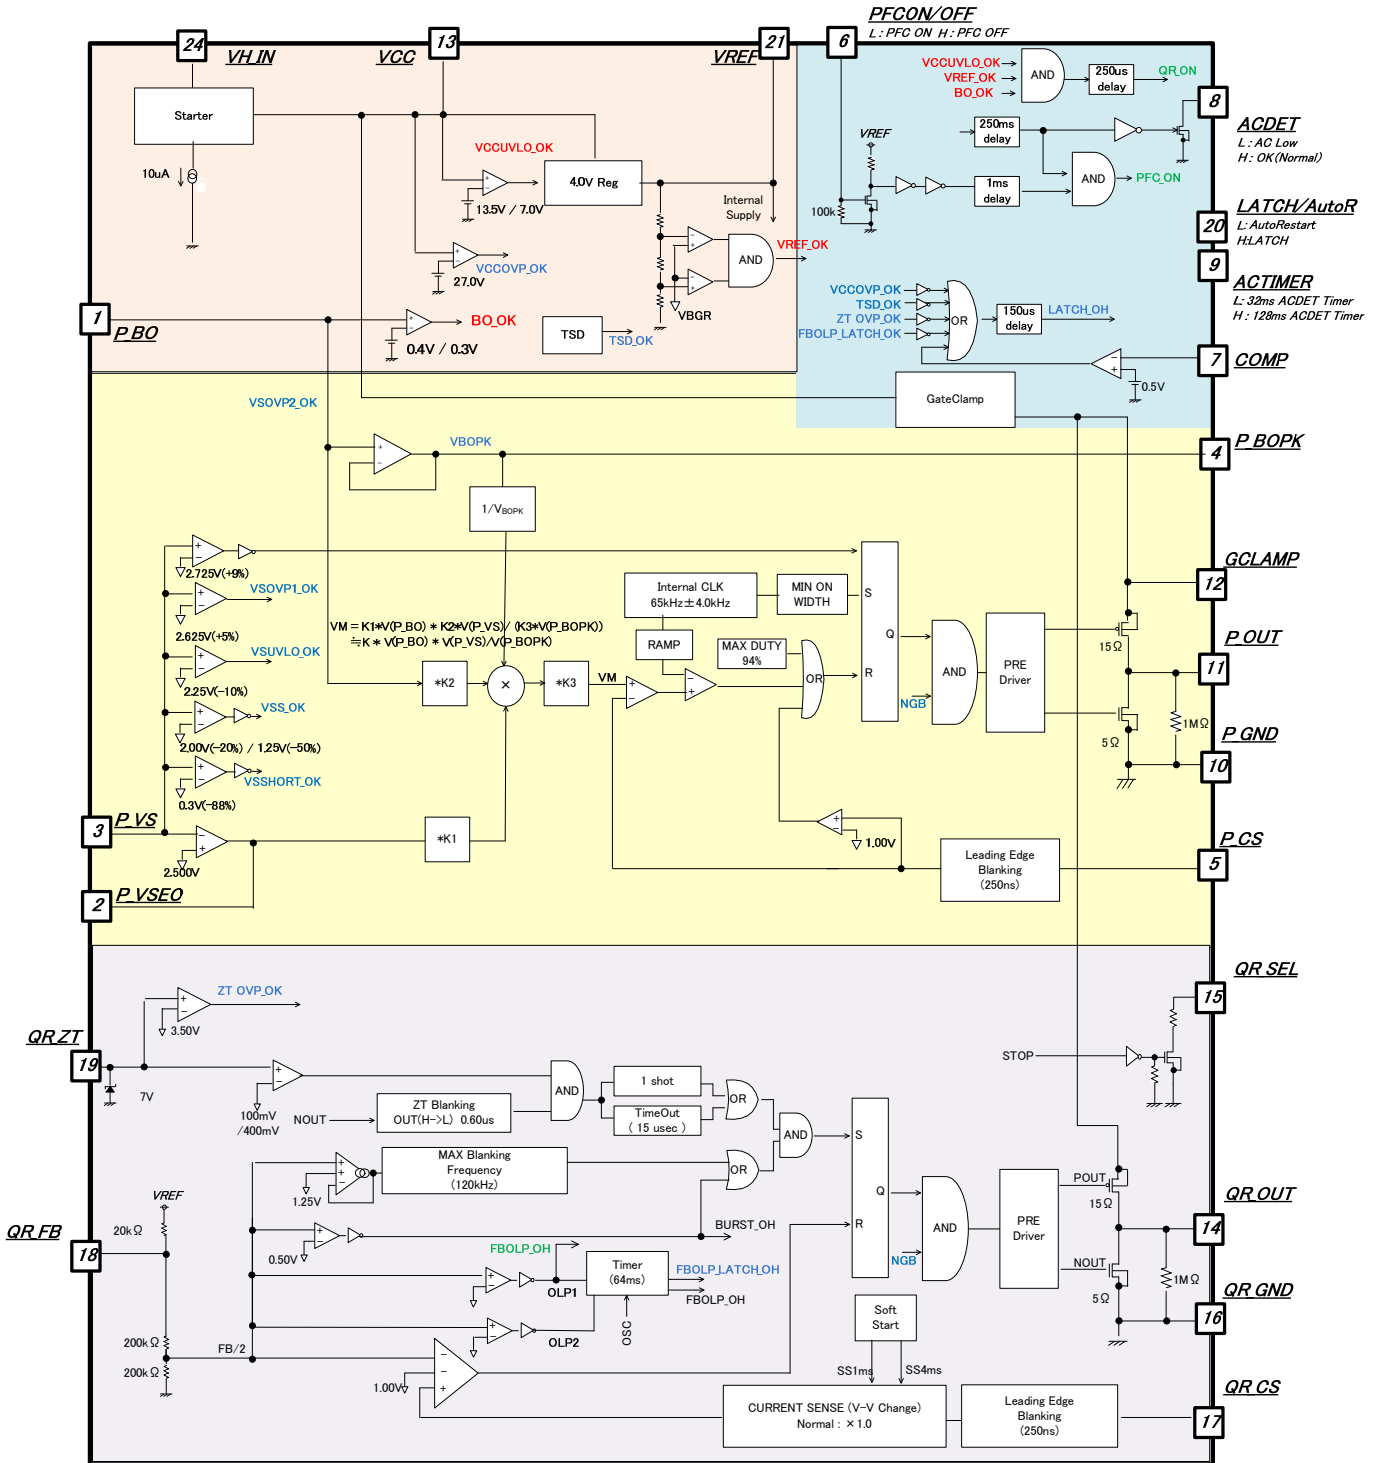 PFCON/OFF
L : PFC ON H : PFC OFF
24
VH_IN
13
VCC
21
VREF
6
VCCUVLO_OK
VREF_OK
BO_OK
AND
250us
delay
QR_ON
8
ACDET
L : AC Low
H : OK(Normal)
Starter
10uA
VCCUVLO_OK
13.5V / 7.0V
4.0V Reg
Internal
Supply
VREF
250ms
delay
AND
PFC_ON
1ms
delay
100k
20
LATCH/AutoR
L: AutoRestart
H:LATCH
9
ACTIMER
L: 32ms ACDET Timer
H : 128ms ACDET Timer
VREF_OK
AND
VCCOVP_OK
27.0V
VBGR
1
P_BO
BO_OK
0.4V / 0.3V
TSD
TSD_OK
VCCOVP_OK
TSD_OK
ZT OVP_OK
FBOLP_LATCH_OK
OR
150us
delay
LATCH_OH
7
COMP
0.5V
GateClamp
VSOVP2_OK
VBOPK
4
P_BOPK
1/VBOPK
2.725V(+9%)
VSOVP1_OK
2.625V(+5%)
VSUVLO_OK
2.25V(-10%)
VSS_OK
2.00V(-20%) / 1.25V(-50%)
VSSHORT_OK
0.3V(-88%)
VM = K1*V(P_BO) * K2*V(P_VS)/ (K3*V(P_BOPK))
≒K * V(P_BO) * V(P_VS)/V(P_BOPK)
*K2
×
*K3
VM
Internal CLK
65kHz±4.0kHz
MIN ON
WIDTH
RAMP
MAX DUTY
94%
OR
S
Q
R
NGB
AND
PRE
Driver
15Ω
5Ω
1MΩ
12
GCLAMP
11
P_OUT
10
P_GND
3
P_VS
2.500V
*K1
1.00V
Leading Edge
Blanking
(250ns)
5
P_CS
2
P_VSEO
ZT OVP_OK
3.50V
QR_SEL
15
STOP
19
QR_ZT
7V
100mV
/400mV
NOUT
ZT Blanking
OUT(H->L) 0.60us
AND
1 shot
TimeOut
( 15 usec )
OR
AND
MAX Blanking
Frequency
(120kHz)
OR
1.25V
S
Q
R
NGB
AND
PRE
Driver
POUT
15Ω
NOUT
5Ω
1MΩ
QR_OUT
14
QR_GND
16
VREF
20kΩ
QR_FB
18
0.50V
BURST_OH
FBOLP_OH
OLP1
Timer
(64ms)
FBOLP_LATCH_OH
FBOLP_OH
OSC
OLP2
200kΩ
200kΩ
FB/2
1.00V
Soft
Start
SS1ms
SS4ms
CURRENT SENSE (V-V Change)
Normal : ×1.0
Leading Edge
Blanking
(250ns)
QR_CS
17